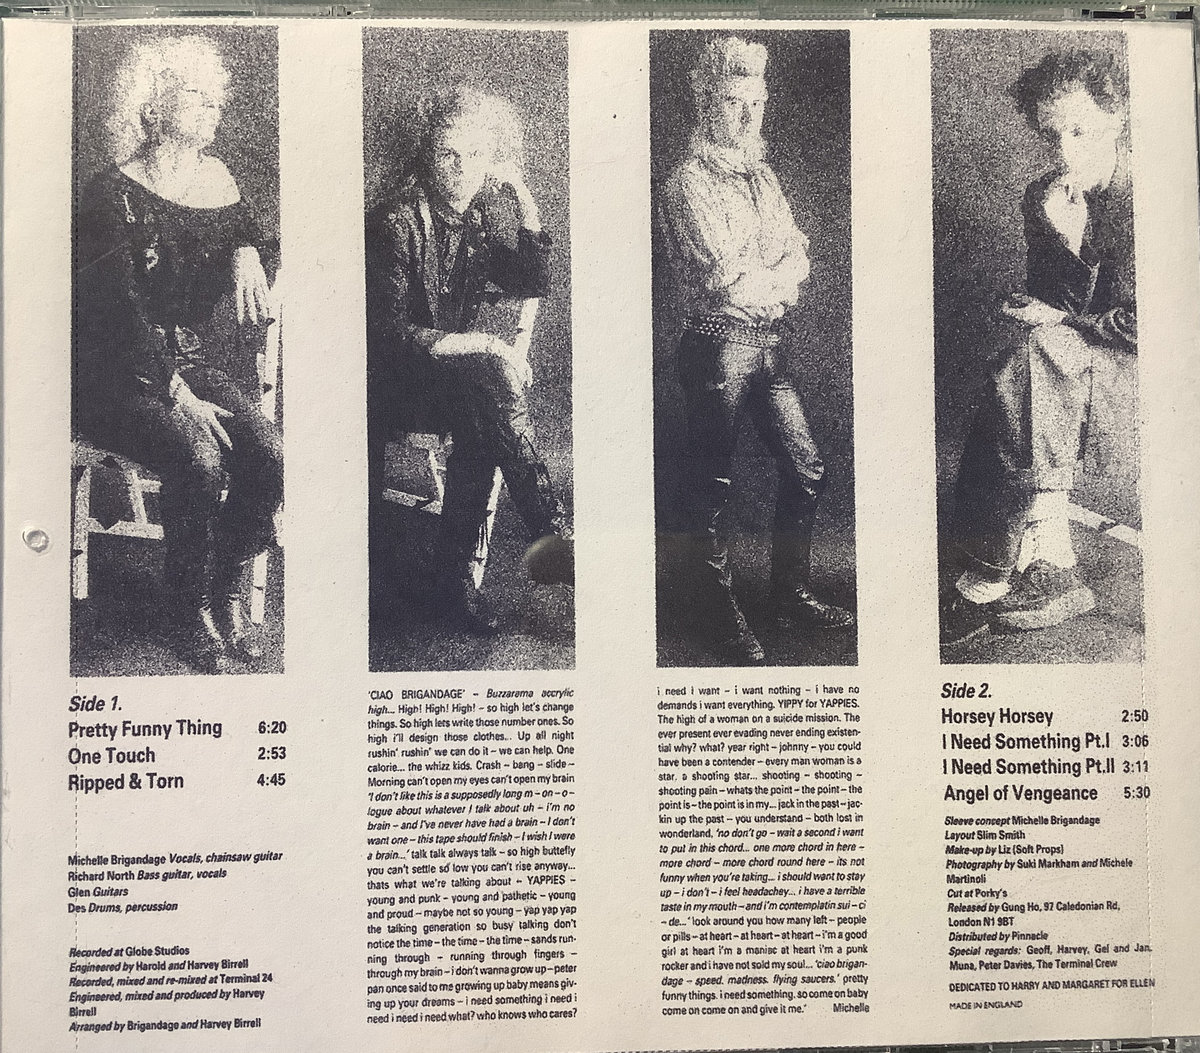 Side 1.
Pretty Funny Thing 6:20
One Touch 2:53
Ripped & Torn 4:45
Michelle Brigandage Vocals, chainsaw guitar
Richard North Bass guitar, vocals
Glen Guitars
Des Drums, percussion
Recorded at Globe Studios
Engineered by Harold and Harvey Birrell
Recorded, mixed and re-mixed at Terminal 24
Engineered, mixed and produced by Harvey
Birrell
Arranged by Brigandage and Harvey Birrell
'CIAO BRIGANDAGE' – Buzzarama accrylic
high... High! High! High! – so high let's change
things. So high lets write those number ones. So
high i'll design those clothes... Up all night
rushin' rushin' we can do it – we can help. One
calorie... the whizz kids. Crash – bang – slide –
Morning can't open my eyes can't open my brain
'I don't like this is a supposedly long m – on – o –
logue about whatever I talk about uh – i'm no
brain – and I've never have had a brain – I don't
want one – this tape should finish – I wish I were
a brain...' talk talk always talk – so high buttefly
you can't settle so low you can't rise anyway...
thats what we're talking about – YAPPIES –
young and punk – young and pathetic – young
and proud – maybe not so young – yap yap yap
the talking generation so busy talking don't
notice the time – the time – the time – sands run-
ning through – running through fingers –
through my brain – i don't wanna grow up – peter
pan once said to me growing up baby means giv-
ing up your dreams – i need something i need i
need i need i need what? who knows who cares?
i need I want – i want nothing – i have no
demands i want everything. YIPPY for YAPPIES.
The high of a woman on a suicide mission. The
ever present ever evading never ending existen-
tial why? what? year right – johnny – you could
have been a contender – every man woman is a
star, a shooting star... shooting – shooting –
shooting pain – whats the point – the point – the
point is – the point is in my... jack in the past – jac-
kin up the past – you understand – both lost in
wonderland, 'no don't go – wait a second i want
to put in this chord... one more chord in here –
more chord – more chord round here – its not
funny when you're taking... i should want to stay
up – i don't – i feel headachey... i have a terrible
taste in my mouth – and i'm contemplatin sui – ci
– de...' look around you how many left – people
or pills – at heart – at heart – at heart – i'm a good
girl at heart i'm a maniac at heart i'm a punk
rocker and i have not sold my soul... 'ciao brigan-
dage – speed. madness. flying saucers.' pretty
funny things. i need something. so come on baby
come on come on and give it me.' Michelle
Side 2.
Horsey Horsey 2:50
I Need Something Pt.I 3:06
I Need Something Pt.II 3:11
Angel of Vengeance 5:30
Sleeve concept Michelle Brigandage
Layout Slim Smith
Make-up by Liz (Soft Props)
Photography by Suki Markham and Michele
Martinoli
Cut at Porky's
Released by Gung Ho, 97 Caledonian Rd,
London N1 9BT
Distributed by Pinnacle
Special regards: Geoff, Harvey, Gel and Jan,
Muna, Peter Davies, The Terminal Crew
DEDICATED TO HARRY AND MARGARET FOR ELLEN
MADE IN ENGLAND